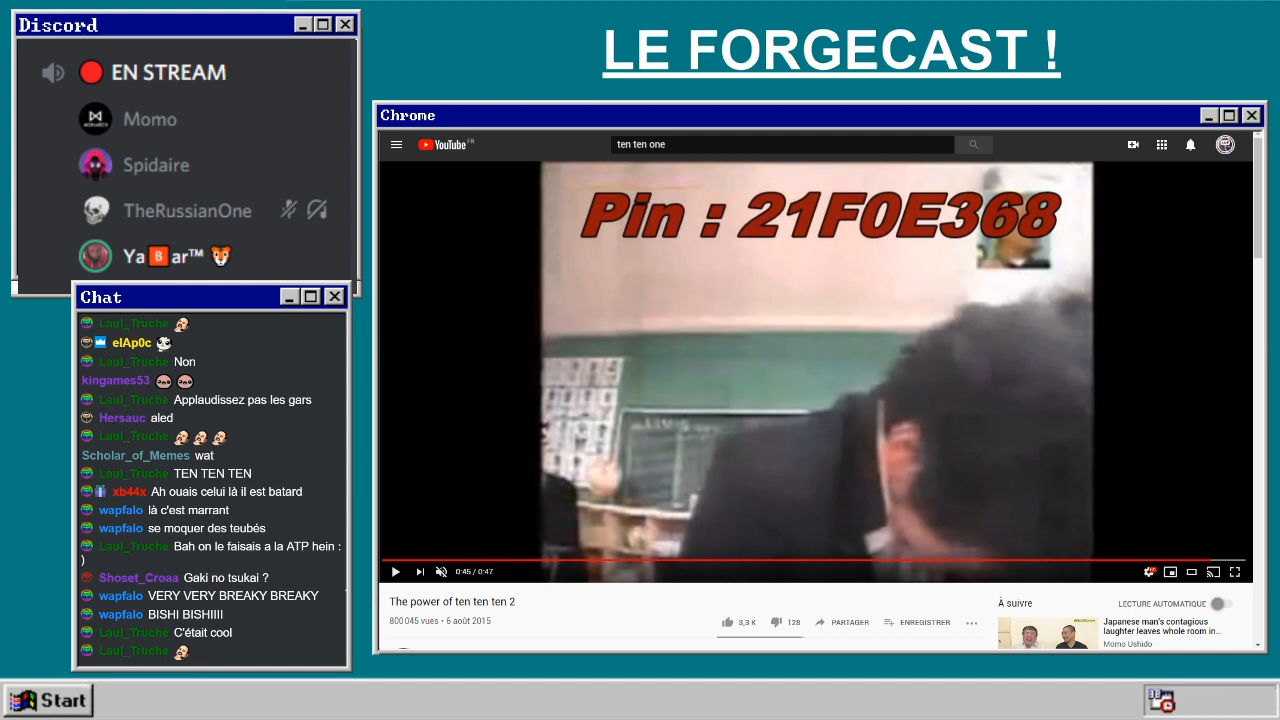 Discord
EN STREAM
Momo
Spidaire
TheRussianOne
Ya🅱ar™ 🐯
Chat
Laul_Truche
elAp0c
Laul_Truche Non
kingames53
Laul_Truche Applaudissez pas les gars
Hersauc aled
Laul_Truche
Scholar_of_Memes wat
Laul_Truche TEN TEN TEN
xb44x Ah ouais celui là il est batard
wapfalo là c'est marrant
wapfalo se moquer des teubés
Laul_Truche Bah on le faisais a la ATP hein :
)
Shoset_Croaa Gaki no tsukai ?
wapfalo VERY VERY BREAKY BREAKY
wapfalo BISHI BISHIIII
Laul_Truche C'était cool
Laul_Truche
LE FORGECAST !
Chrome
YouTube FR
ten ten one
Pin : 21F0E368
0:45 / 0:47
The power of ten ten ten 2
800 045 vues • 6 août 2015
3,3 K
128
PARTAGER
ENREGISTRER
À suivre
LECTURE AUTOMATIQUE
Japanese man's contagious
laughter leaves whole room in...
Momo Ushido
Start